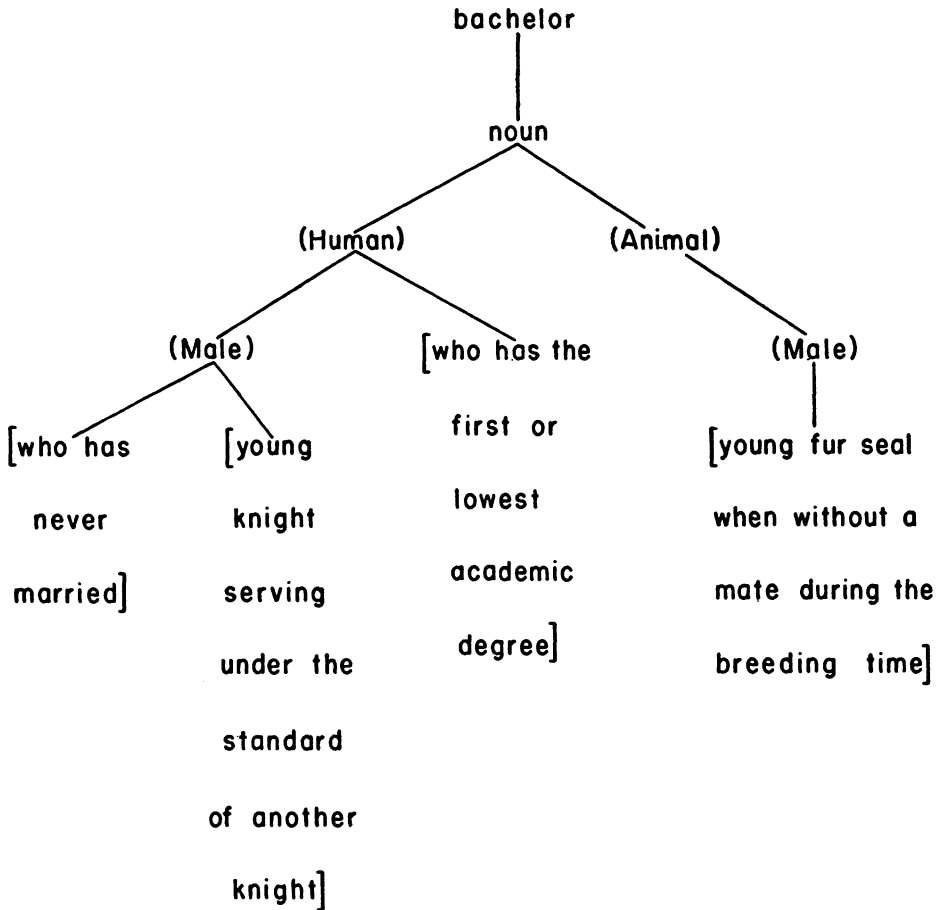 bachelor
noun
(Human)
(Animal)
(Male)
[who has
never
married]
[young
knight
serving
under the
standard
of another
knight]
[who has the
first or
lowest
academic
degree]
(Male)
[young fur seal
when without a
mate during the
breeding time]